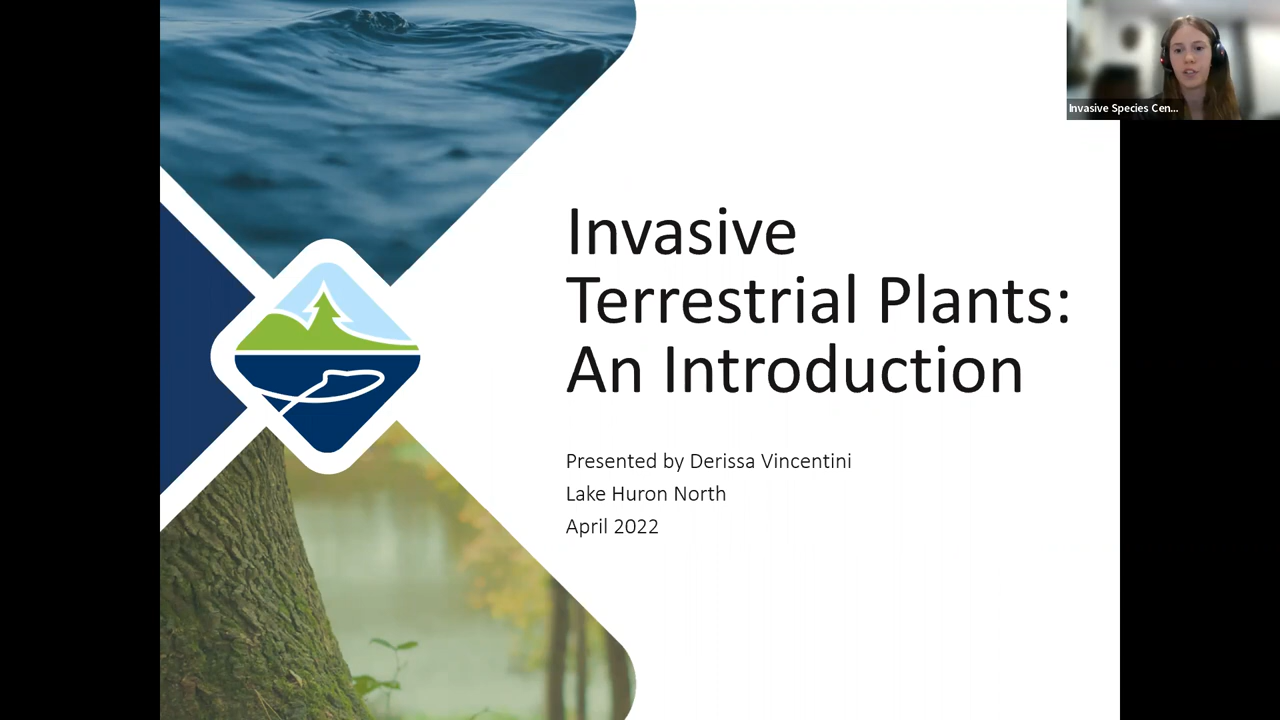 Invasive Species Cen...
Invasive
Terrestrial Plants:
An Introduction
Presented by Derissa Vincentini
Lake Huron North
April 2022